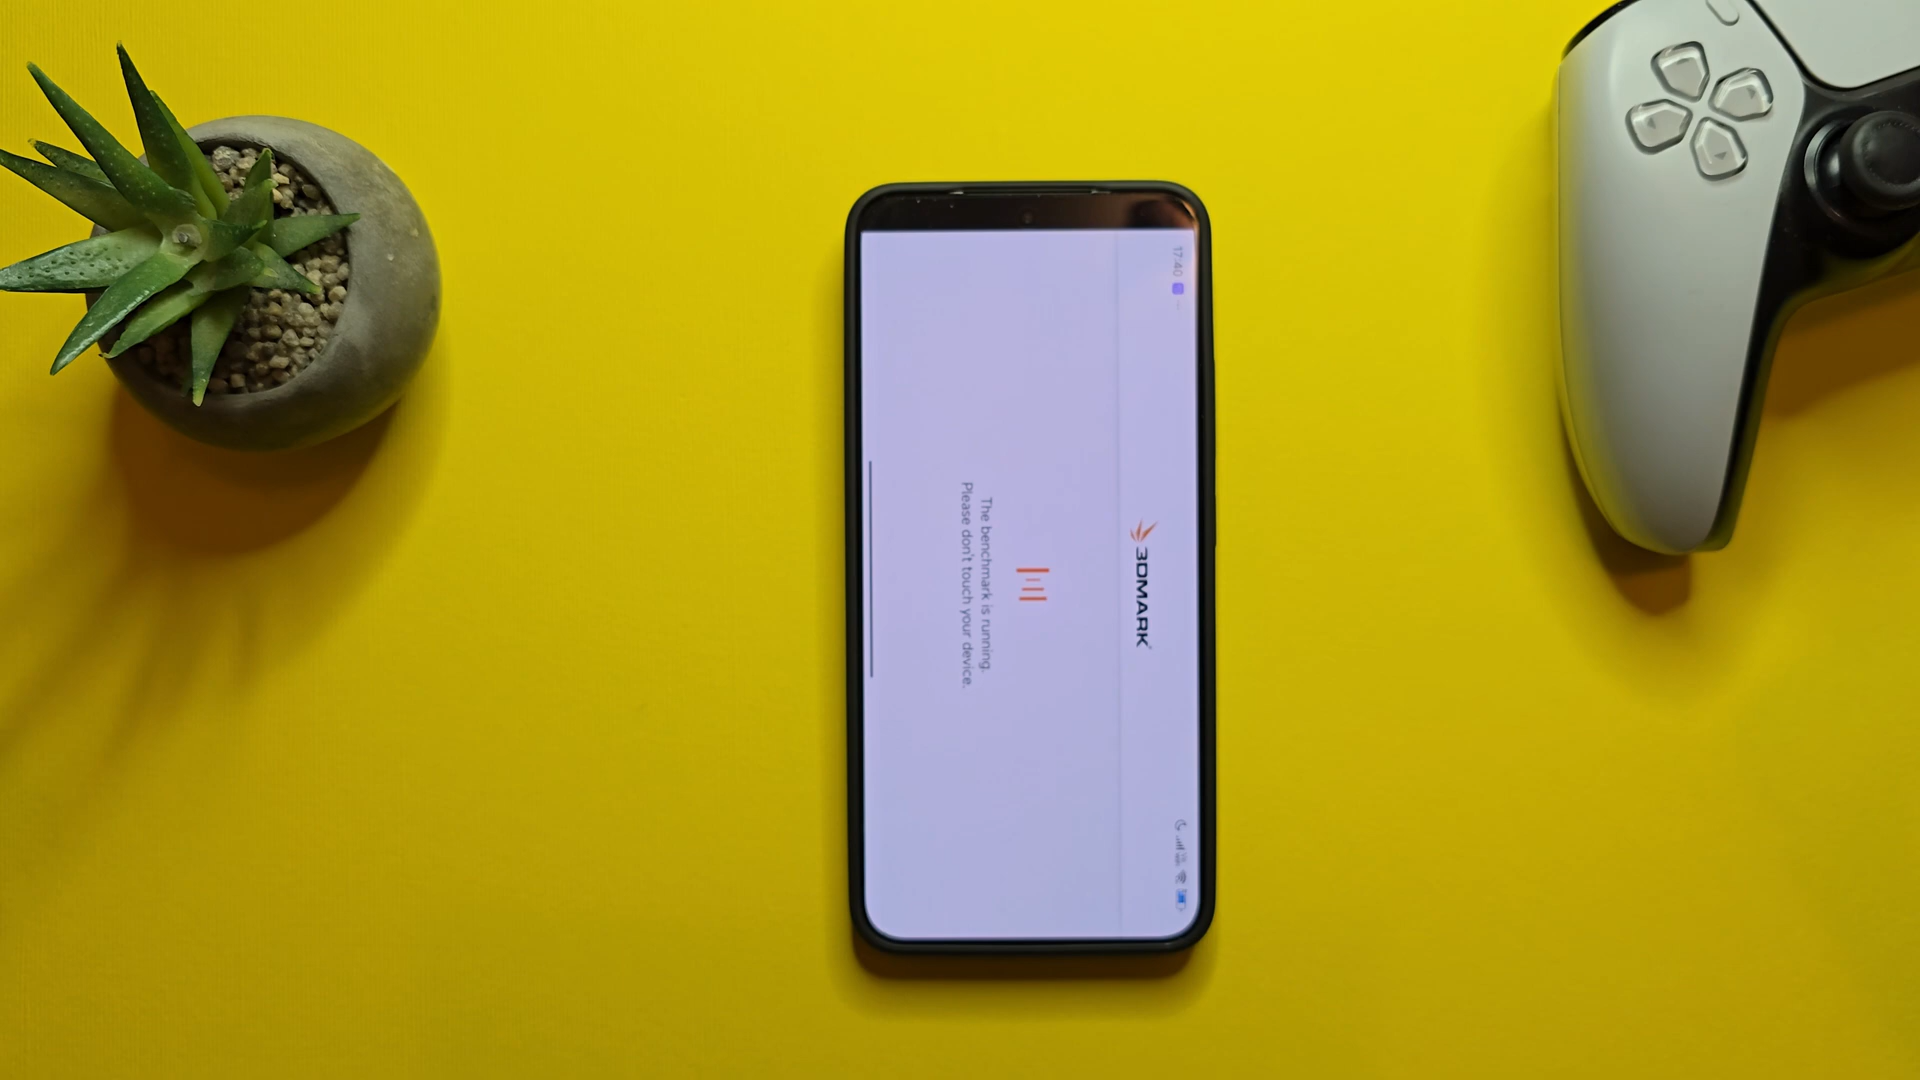 17:40
3DMARK
The benchmark is running.
Please don't touch your device.